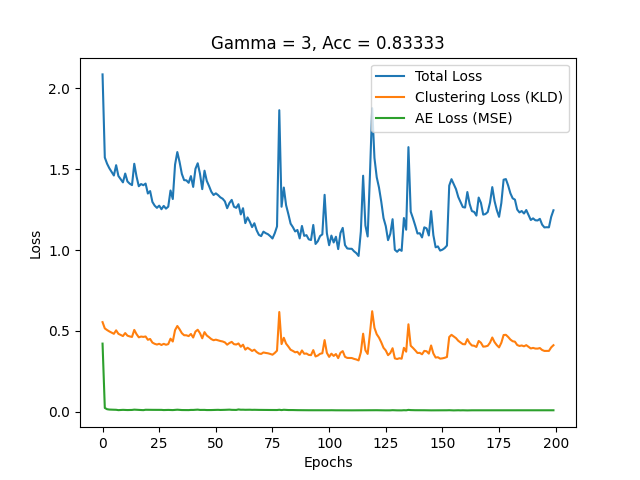 Gamma = 3, Acc = 0.83333
Total Loss
Clustering Loss (KLD)
AE Loss (MSE)
2.0
1.5
1.0
0.5
0.0
Loss
0 25 50 75 100 125 150 175 200
Epochs